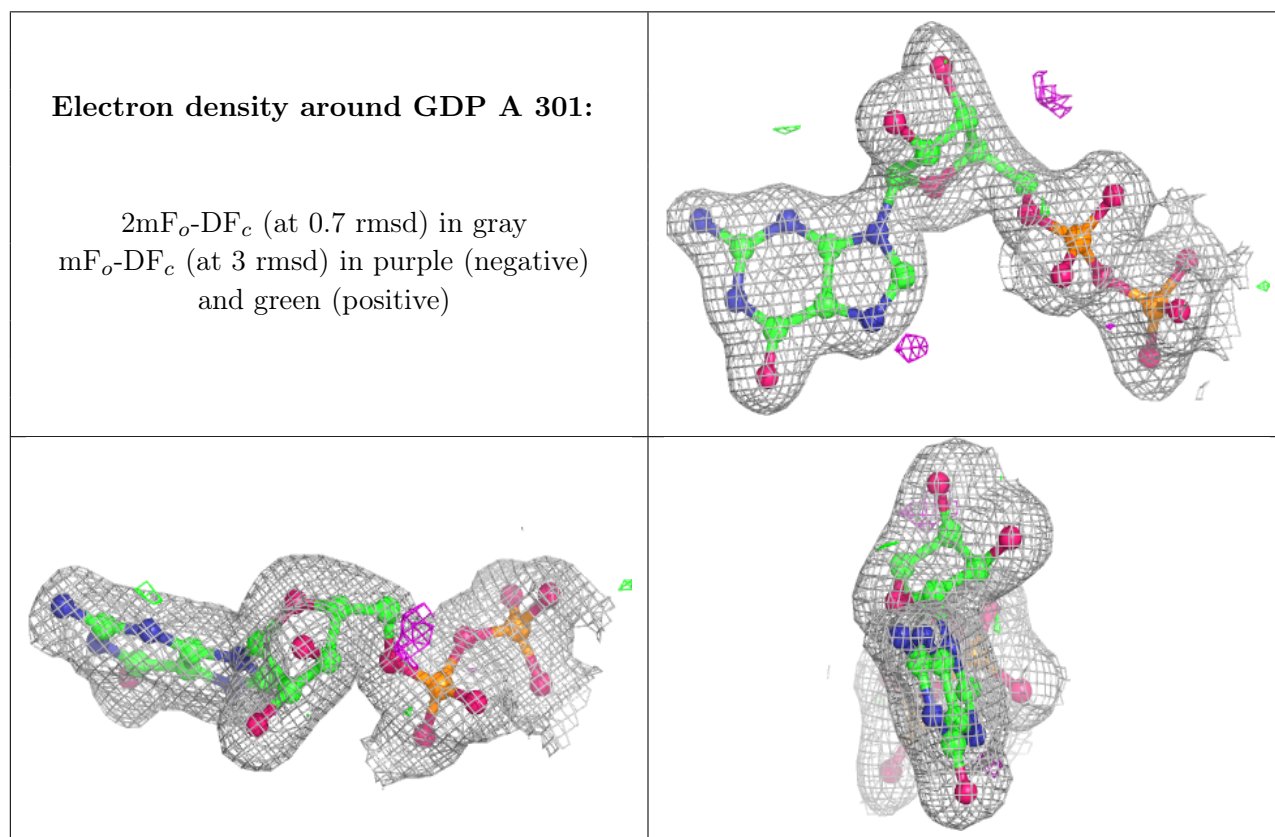 Electron density around GDP A 301:
2mFo-DFc (at 0.7 rmsd) in gray
mFo-DFc (at 3 rmsd) in purple (negative)
and green (positive)